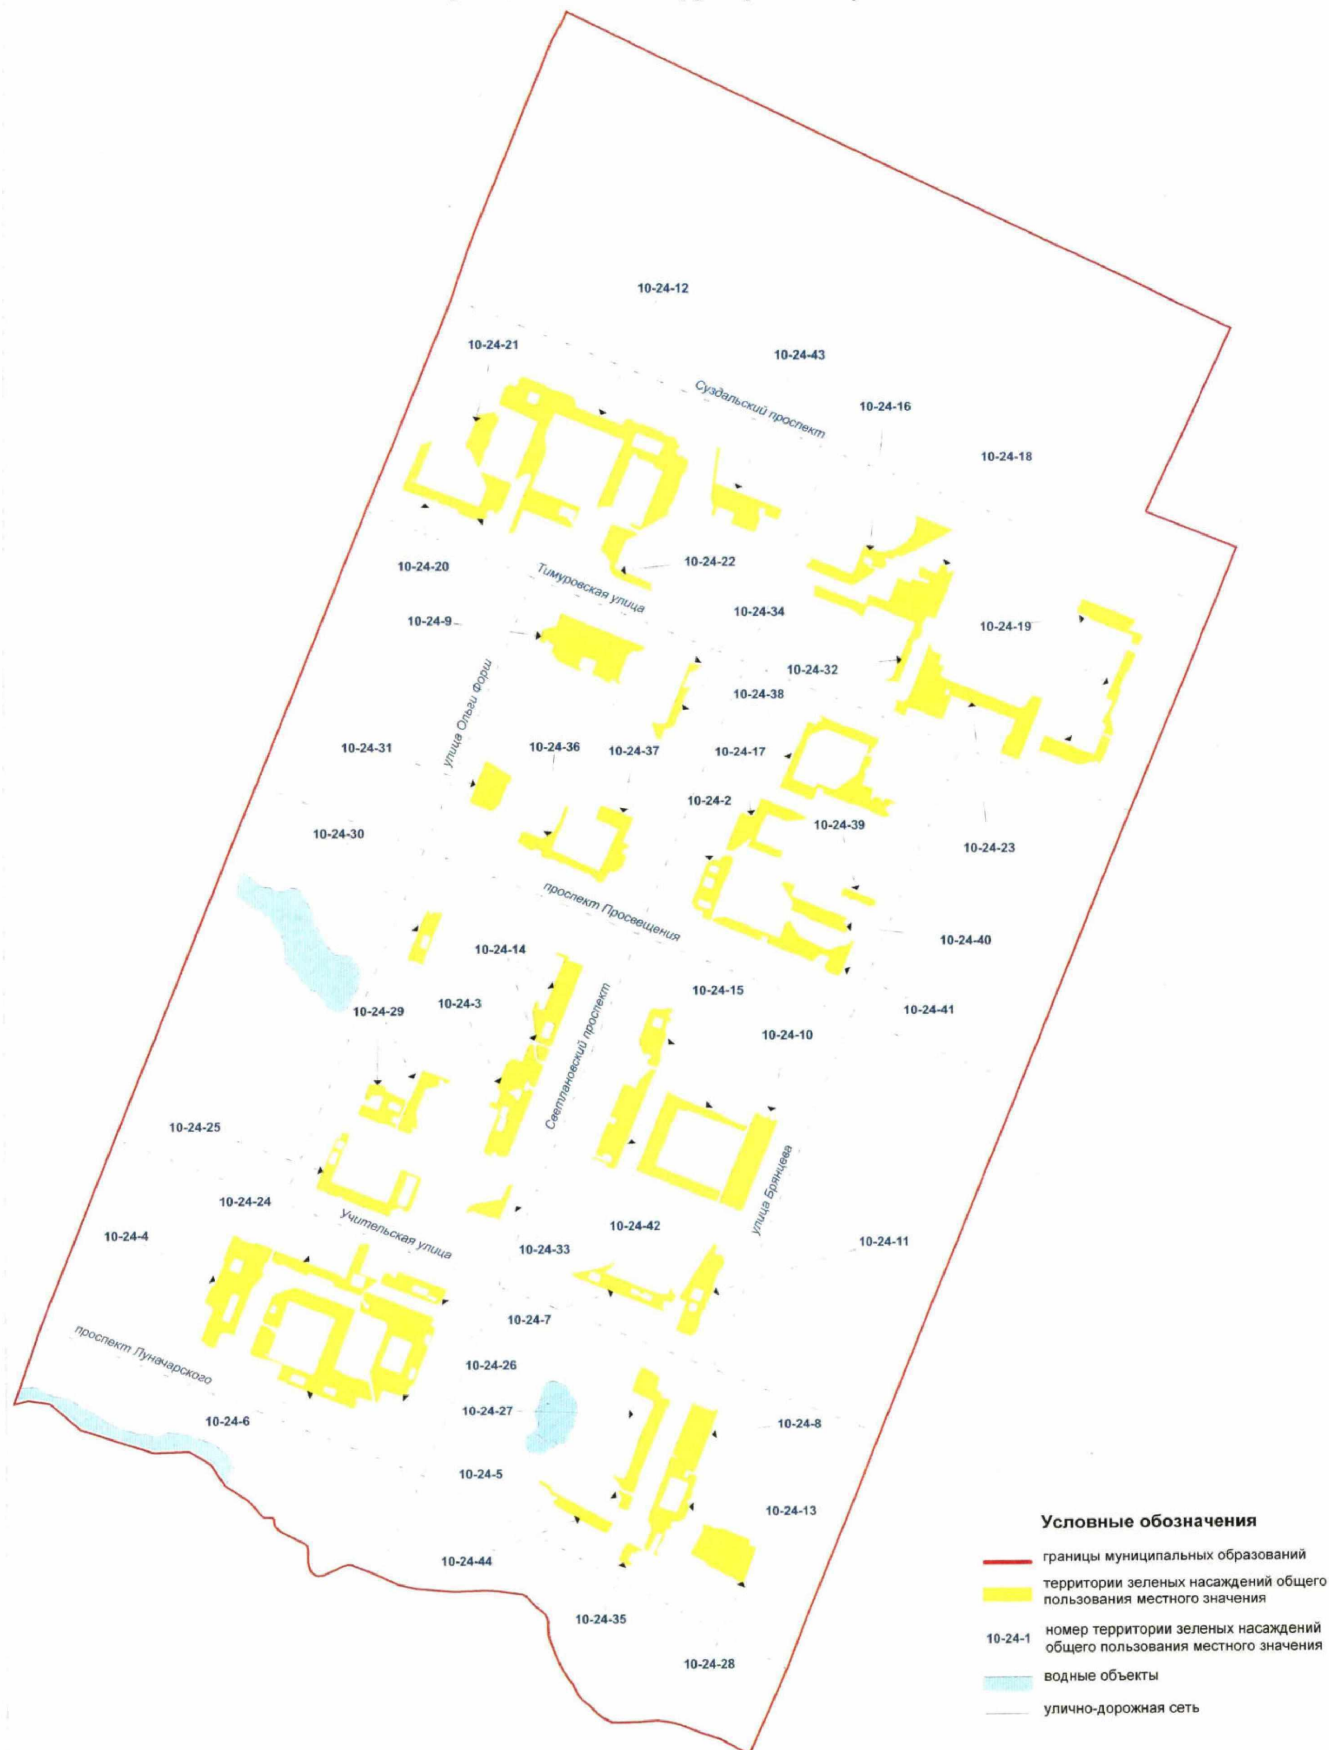 10-24-12
10-24-21
10-24-43
Суздальский проспект
10-24-16
10-24-18
10-24-22
10-24-20
Тимуровская улица
10-24-34
10-24-9
10-24-19
10-24-32
10-24-38
улица Ольги Форш
10-24-31
10-24-36
10-24-37
10-24-17
10-24-2
10-24-39
10-24-30
10-24-23
проспект Просвещения
10-24-40
10-24-14
10-24-15
10-24-3
10-24-29
10-24-41
10-24-10
Светлановский проспект
10-24-25
улица Брянцева
10-24-24
10-24-4
Учительская улица
10-24-42
10-24-33
10-24-11
10-24-7
проспект Луначарского
10-24-26
10-24-27
10-24-6
10-24-8
10-24-5
10-24-13
10-24-44
10-24-35
10-24-28
Условные обозначения
границы муниципальных образований
территории зеленых насаждений общего
пользования местного значения
10-24-1
номер территории зеленых насаждений
общего пользования местного значения
водные объекты
улично-дорожная сеть